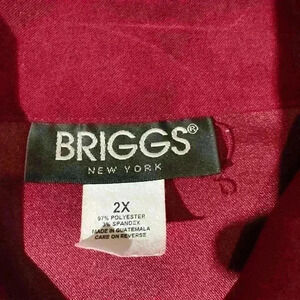 BRIGGS®
NEW YORK
2X
97% POLYESTER
3% SPANDEX
MADE IN GUATEMALA
CARE ON REVERSE